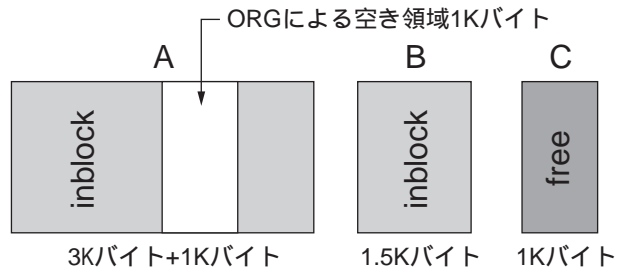 ORGによる空き領域1Kバイト
A
B
C
inblock
inblock
free
3Kバイト+1Kバイト
1.5Kバイト
1Kバイト